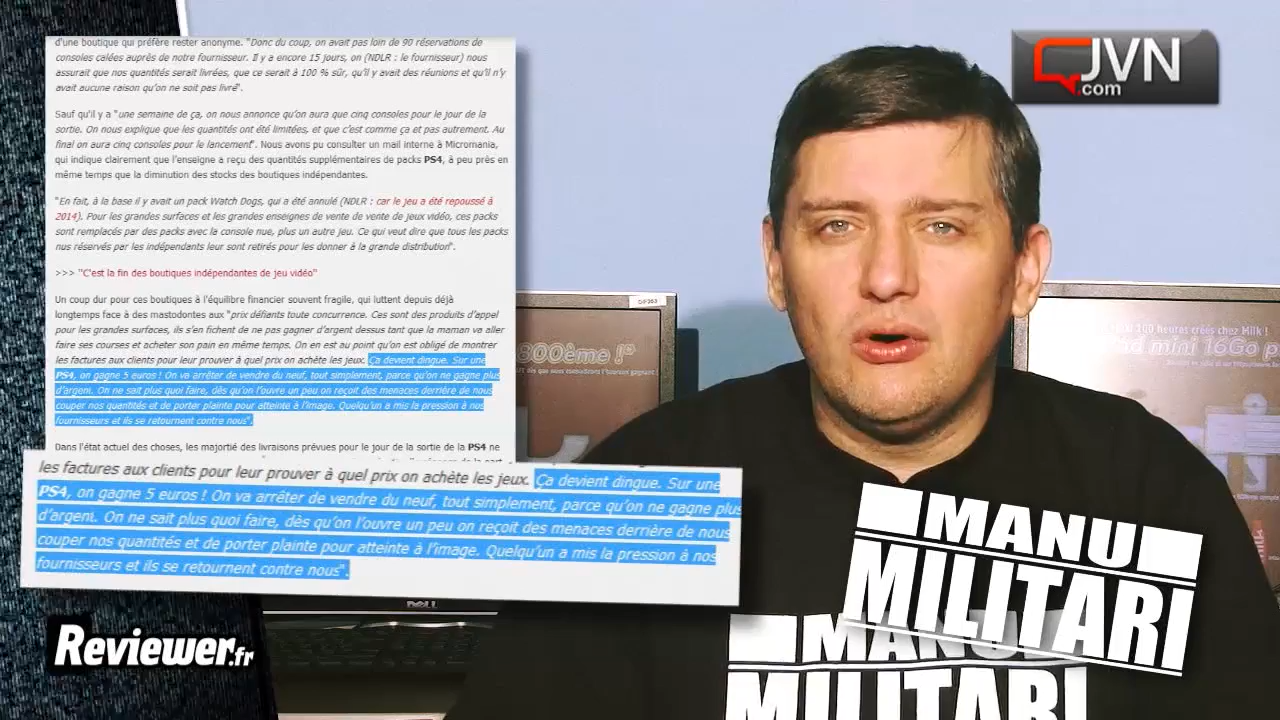 d'une boutique qui préfère rester anonyme. "Donc du coup, on avait pas loin de 90 réservations de
consoles calées auprès de notre fournisseur. Il y a encore 15 jours, on (NDLR : le fournisseur) nous
assurait que nos quantités serait livrées, que ce serait à 100 % sûr, qu'il y avait des réunions et qu'il n'y
avait aucune raison qu'on ne soit pas livré".
Sauf qu'il y a "une semaine de ça, on nous annonce qu'on aura que cinq consoles pour le jour de la
sortie. On nous explique que les quantités ont été limitées, et que c'est comme ça et pas autrement. Au
final on aura cinq consoles pour le lancement". Nous avons pu consulter un mail interne à Micromania,
qui indique clairement que l'enseigne a reçu des quantités supplémentaires de packs PS4, à peu près en
même temps que la diminution des stocks des boutiques indépendantes.
"En fait, à la base il y avait un pack Watch Dogs, qui a été annulé (NDLR : car le jeu a été repoussé à
2014). Pour les grandes surfaces et les grandes enseignes de vente de vente de jeux vidéo, ces packs
sont remplacés par des packs avec la console nue, plus un autre jeu. Ce qui veut dire que tous les packs
nus réservés par les indépendants leur sont retirés pour les donner à la grande distribution".
>>> "C'est la fin des boutiques indépendantes de jeu vidéo"
Un coup dur pour ces boutiques à l'équilibre financier souvent fragile, qui luttent depuis déjà
longtemps face à des mastodontes aux "prix défiants toute concurrence. Ces sont des produits d'appel
pour les grandes surfaces, ils s'en fichent de ne pas gagner d'argent dessus tant que la maman va aller
faire ses courses et acheter son pain en même temps. On en est au point qu'on est obligé de montrer
les factures aux clients pour leur prouver à quel prix on achète les jeux. Ça devient dingue. Sur une
PS4, on gagne 5 euros ! On va arrêter de vendre du neuf, tout simplement, parce qu'on ne gagne plus
d'argent. On ne sait plus quoi faire, dès qu'on l'ouvre un peu on reçoit des menaces derrière de nous
couper nos quantités et de porter plainte pour atteinte à l'image. Quelqu'un a mis la pression à nos
fournisseurs et ils se retournent contre nous".
Dans l'état actuel des choses, les majortié des livraisons prévues pour le jour de la sortie de la PS4 ne
les factures aux clients pour leur prouver à quel prix on achète les jeux. Ça devient dingue. Sur une
PS4, on gagne 5 euros ! On va arrêter de vendre du neuf, tout simplement, parce qu'on ne gagne plus
d'argent. On ne sait plus quoi faire, dès qu'on l'ouvre un peu on reçoit des menaces derrière de nous
couper nos quantités et de porter plainte pour atteinte à l'image. Quelqu'un a mis la pression à nos
fournisseurs et ils se retournent contre nous".
JVN
.com
800ème !"
100 heures créés chez Milk !
mini 16Go
DELL
Reviewer.fr
MANU
MILITARI
MANU
MILITARI